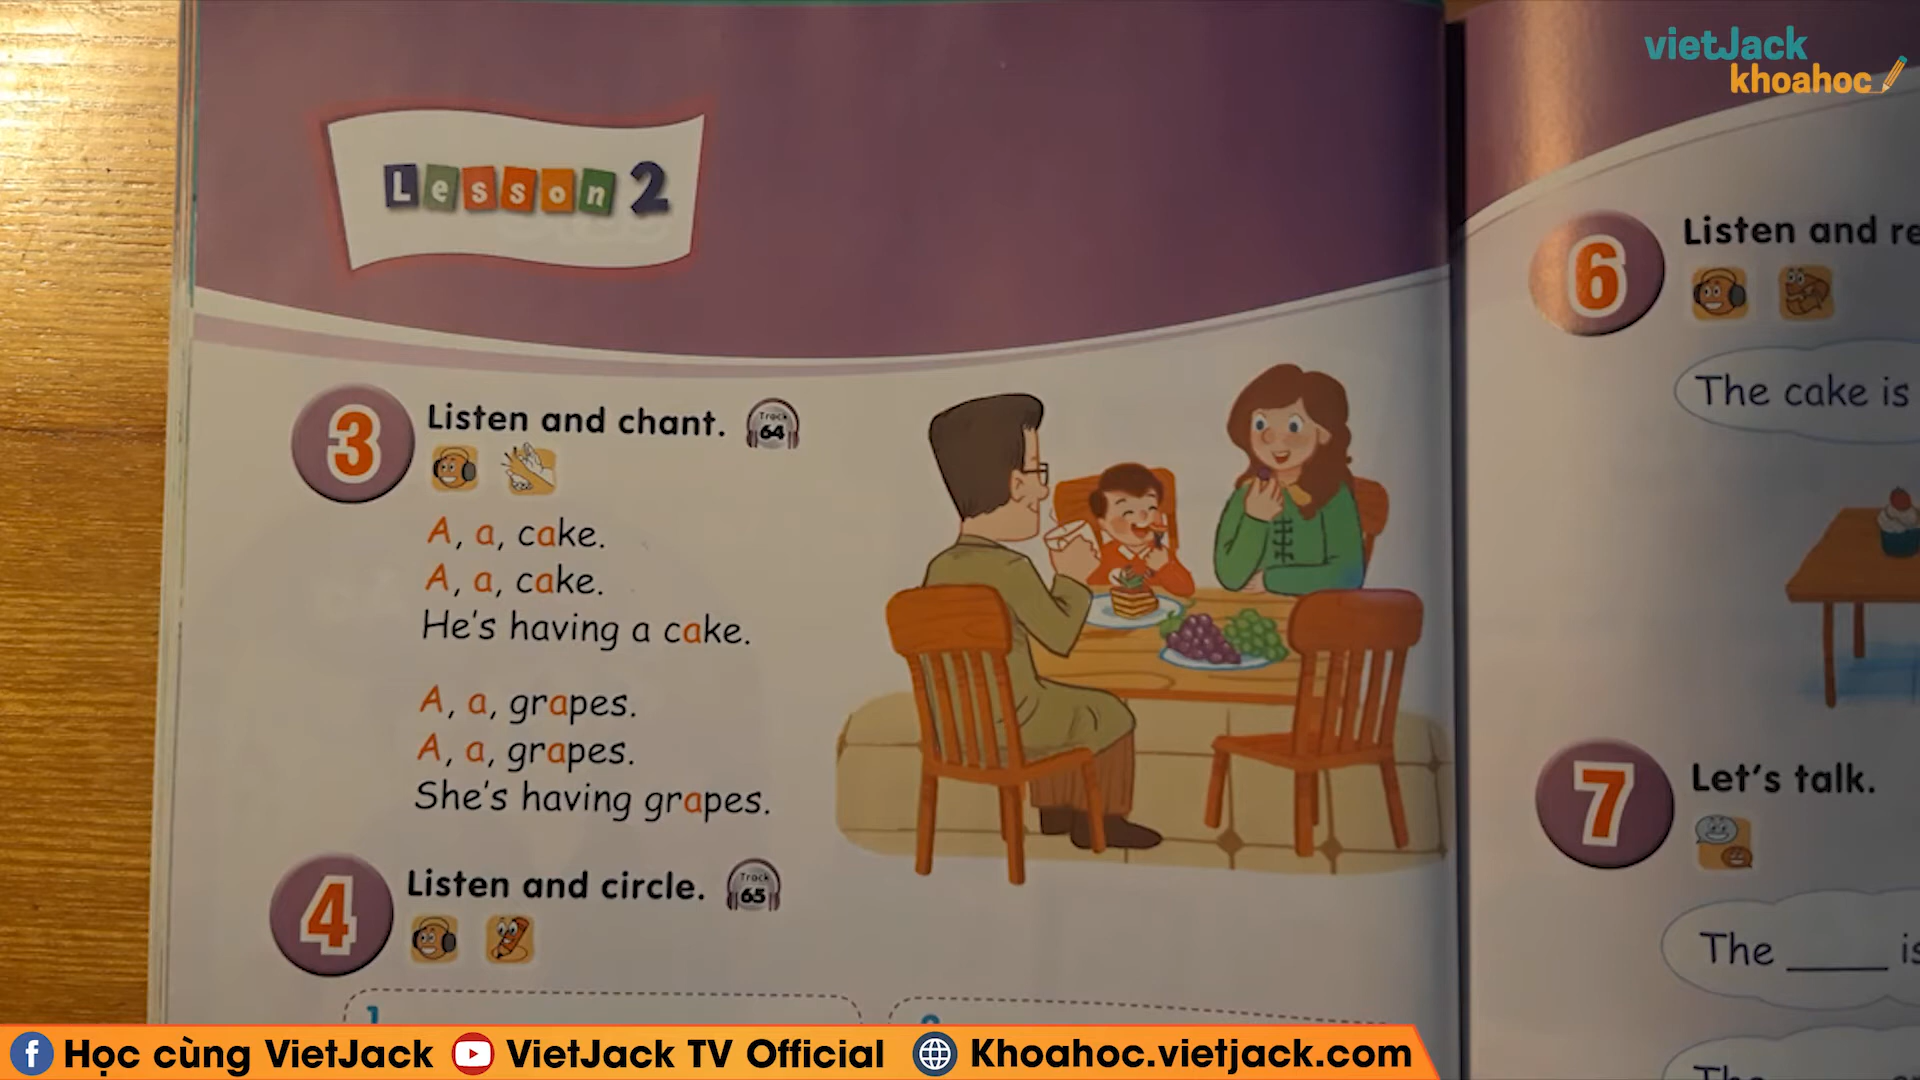 vietJack
khoahoc
Lesson 2
3 Listen and chant. Track 64
A, a, cake.
A, a, cake.
He's having a cake.
A, a, grapes.
A, a, grapes.
She's having grapes.
4 Listen and circle. Track 65
1
6 Listen and
The cake is
7 Let's talk.
The ____ is
Học cùng VietJack VietJack TV Official Khoahoc.vietjack.com